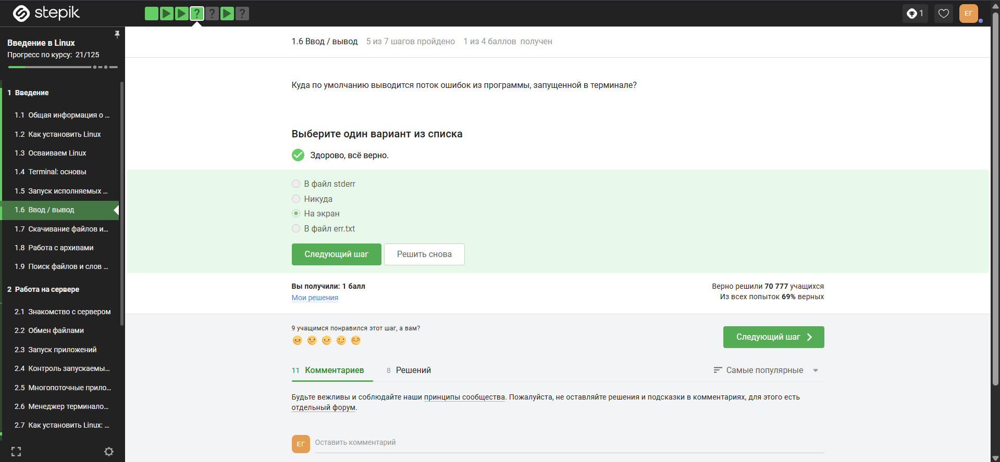 stepik
?
?
?
1
ЕГ
Введение в Linux
Прогресс по курсу: 21/125
1 Введение
1.1 Общая информация о ...
1.2 Как установить Linux
1.3 Осваиваем Linux
1.4 Terminal: основы
1.5 Запуск исполняемых ...
1.6 Ввод / вывод
1.7 Скачивание файлов и...
1.8 Работа с архивами
1.9 Поиск файлов и слов ...
2 Работа на сервере
2.1 Знакомство с сервером
2.2 Обмен файлами
2.3 Запуск приложений
2.4 Контроль запускаемы...
2.5 Многопоточные прило...
2.6 Менеджер терминало...
2.7 Как установить Linux: ...
1.6 Ввод / вывод 5 из 7 шагов пройдено 1 из 4 баллов получен
Куда по умолчанию выводится поток ошибок из программы, запущенной в терминале?
Выберите один вариант из списка
Здорово, всё верно.
В файл stderr
Никуда
На экран
В файл err.txt
Следующий шаг Решить снова
Вы получили: 1 балл
Мои решения
Верно решили 70 777 учащихся
Из всех попыток 69% верных
9 учащимся понравился этот шаг, а вам?
Следующий шаг
11 Комментариев 8 Решений Самые популярные
Будьте вежливы и соблюдайте наши принципы сообщества. Пожалуйста, не оставляйте решения и подсказки в комментариях, для этого есть
отдельный форум.
ЕГ Оставить комментарий